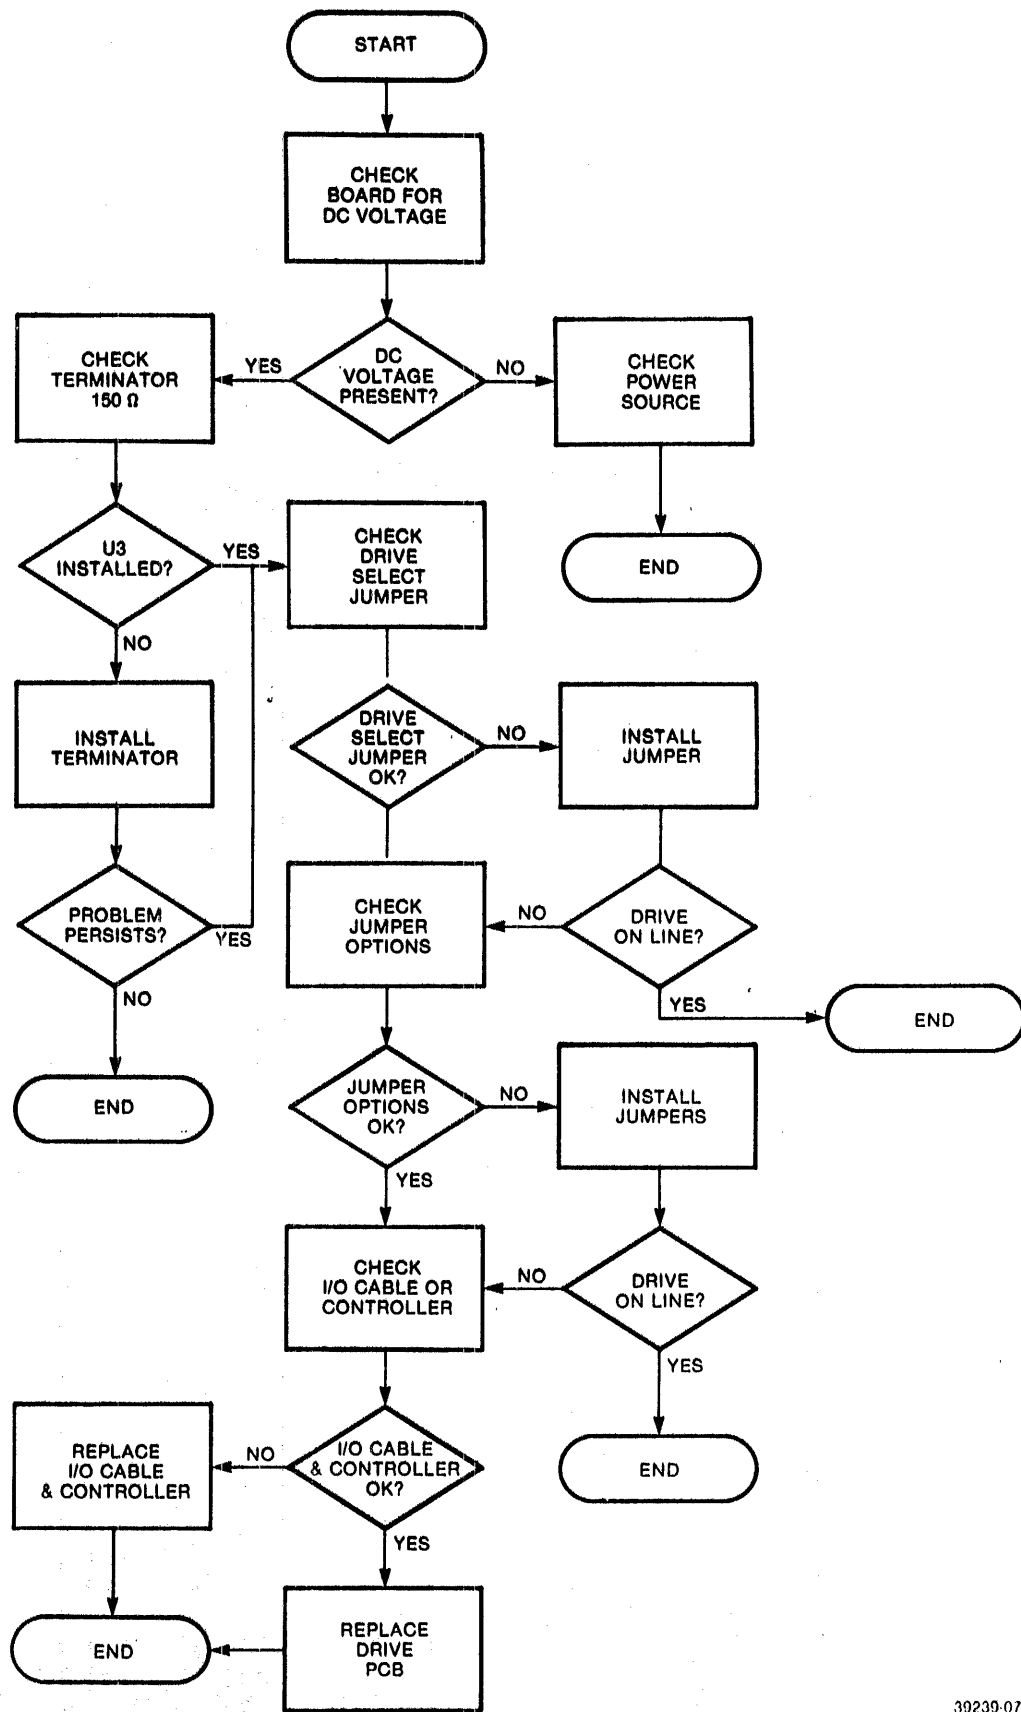 START
CHECK
BOARD FOR
DC VOLTAGE
CHECK
TERMINATOR
150 Ω
YES
DC
VOLTAGE
PRESENT?
NO
CHECK
POWER
SOURCE
U3
INSTALLED?
YES
CHECK
DRIVE
SELECT
JUMPER
END
NO
INSTALL
TERMINATOR
DRIVE
SELECT
JUMPER
OK?
NO
INSTALL
JUMPER
PROBLEM
PERSISTS?
YES
CHECK
JUMPER
OPTIONS
NO
DRIVE
ON LINE?
NO
YES
END
END
JUMPER
OPTIONS
OK?
NO
INSTALL
JUMPERS
YES
CHECK
I/O CABLE OR
CONTROLLER
NO
DRIVE
ON LINE?
YES
REPLACE
I/O CABLE
& CONTROLLER
NO
I/O CABLE
& CONTROLLER
OK?
END
YES
END
REPLACE
DRIVE
PCB
39239-07